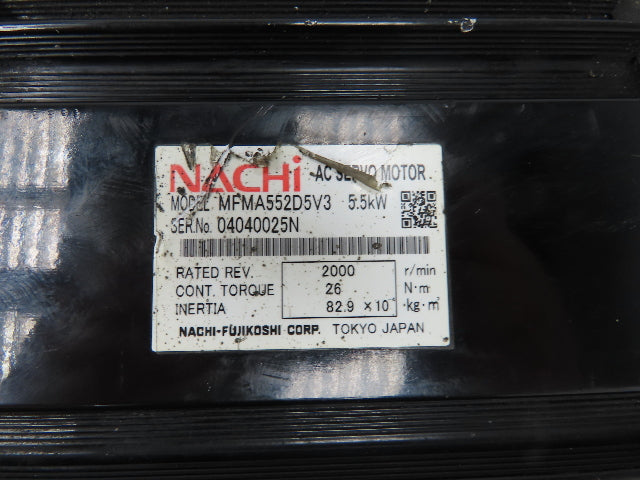 NACHi AC SERVO MOTOR
MODEL MFMA552D5V3 5.5kW
SER.No. 04040025N
RATED REV. 2000 r/min
CONT. TORQUE 26 N·m
INERTIA 82.9 ×10 kg·m
NACHI-FUJIKOSHI CORP. TOKYO JAPAN